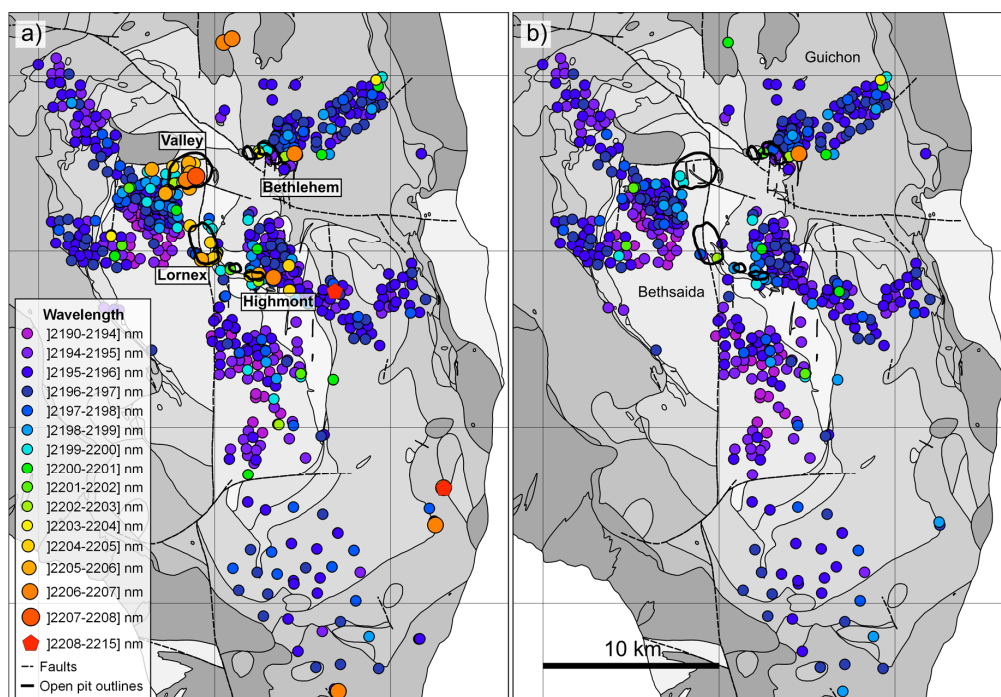 a)
Valley
Bethlehem
Lornex
Highmont
Wavelength
]2190-2194] nm
]2194-2195] nm
]2195-2196] nm
]2196-2197] nm
]2197-2198] nm
]2198-2199] nm
]2199-2200] nm
]2200-2201] nm
]2201-2202] nm
]2202-2203] nm
]2203-2204] nm
]2204-2205] nm
]2205-2206] nm
]2206-2207] nm
]2207-2208] nm
]2208-2215] nm
Faults
Open pit outlines
b)
Guichon
Bethsaida
10 km